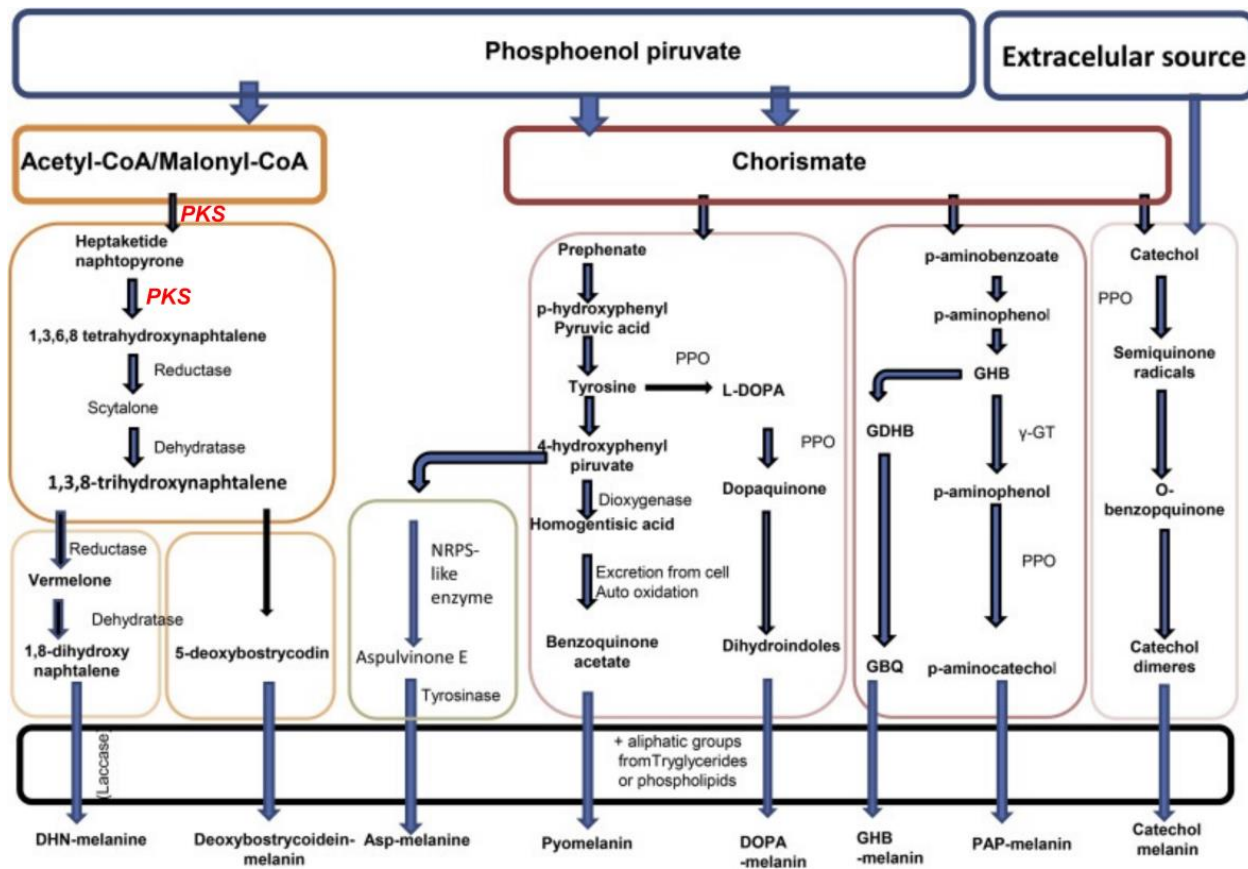 Phosphoenol piruvate
Extracelular source
Acetyl-CoA/Malonyl-CoA
Chorismate
PKS
Heptaketide
naphtopyrone
PKS
1,3,6,8 tetrahydroxynaphtalene
Reductase
Scytalone
Dehydratase
1,3,8-trihydroxynaphtalene
Reductase
Vermelone
Dehydratase
1,8-dihydroxy
naphtalene
5-deoxybostrycodin
NRPS-
like
enzyme
Aspulvinone E
Tyrosinase
Prephenate
p-hydroxyphenyl
Pyruvic acid
Tyrosine
PPO
L-DOPA
4-hydroxyphenyl
piruvate
PPO
Dioxygenase
Dopaquinone
Homogentisic acid
Excretion from cell
Auto oxidation
Benzoquinone
acetate
Dihydroindoles
p-aminobenzoate
p-aminophenol
GHB
GDHB
γ-GT
p-aminophenol
PPO
GBQ
p-aminocatechol
Catechol
PPO
Semiquinone
radicals
O-
benzopquinone
Catechol
dimeres
(Laccase)
+ aliphatic groups
fromTryglycerides
or phospholipids
DHN-melanine
Deoxybostrycoidein-
melanin
Asp-melanine
Pyomelanin
DOPA
-melanin
GHB
-melanin
PAP-melanin
Catechol
melanin